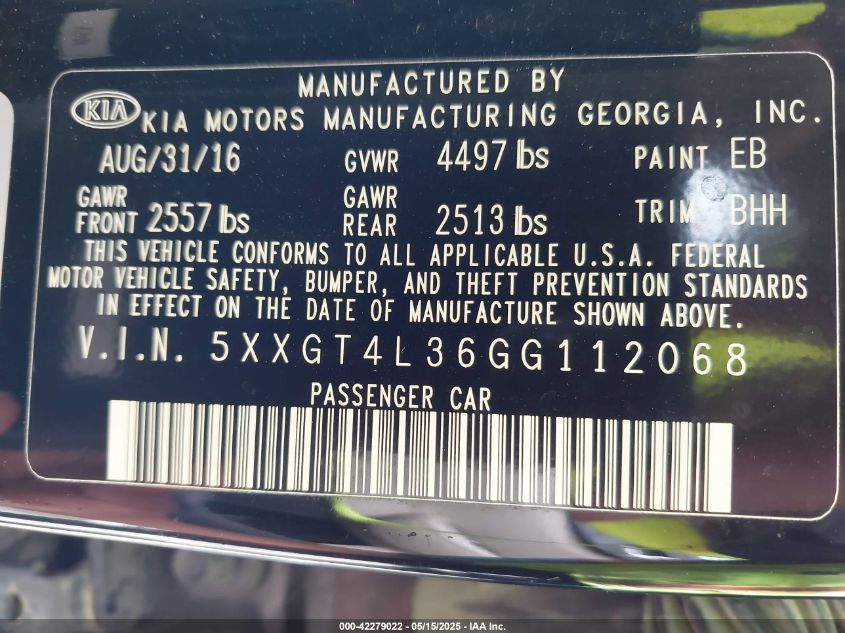 MANUFACTURED BY
KIA KIA MOTORS MANUFACTURING GEORGIA, INC.
AUG/31/16 GVWR 4497 lbs PAINT EB
GAWR FRONT 2557 lbs GAWR REAR 2513 lbs TRIM BHH
THIS VEHICLE CONFORMS TO ALL APPLICABLE U.S.A. FEDERAL
MOTOR VEHICLE SAFETY, BUMPER, AND THEFT PREVENTION STANDARDS
IN EFFECT ON THE DATE OF MANUFACTURE SHOWN ABOVE.
V.I.N. 5XXGT4L36GG112068
PASSENGER CAR
000-42279022 - 05/15/2025 - IAA Inc.